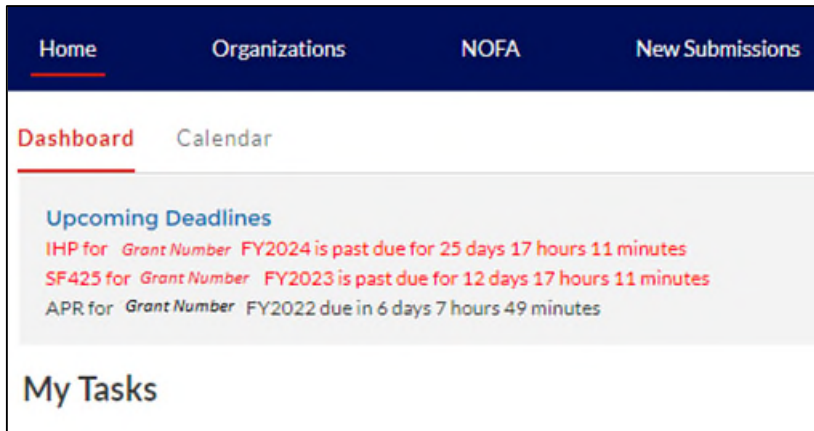 Home Organizations NOFA New Submissions
Dashboard Calendar
Upcoming Deadlines
IHP for Grant Number FY2024 is past due for 25 days 17 hours 11 minutes
SF425 for Grant Number FY2023 is past due for 12 days 17 hours 11 minutes
APR for Grant Number FY2022 due in 6 days 7 hours 49 minutes
My Tasks